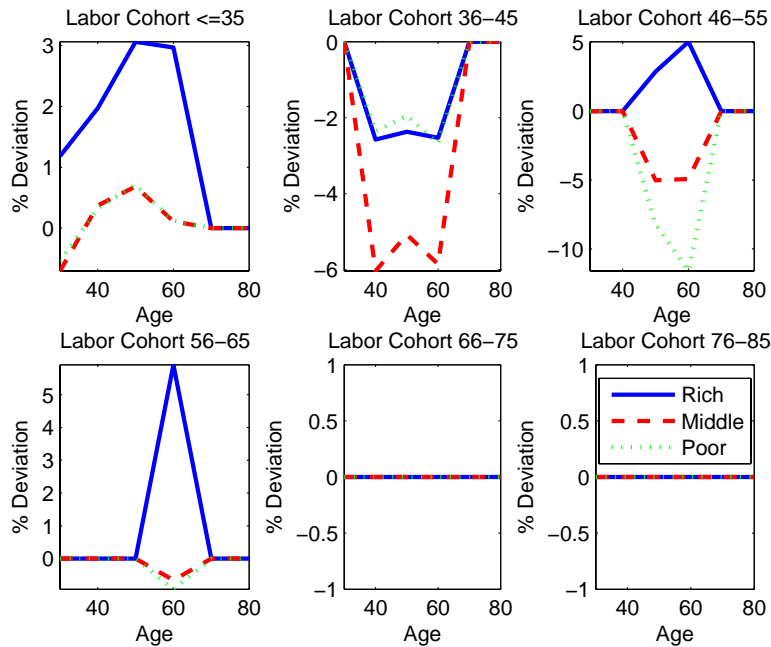 Labor Cohort <=35
3
2
1
0
% Deviation
40
60
80
Age
Labor Cohort 36−45
0
−2
−4
−6
% Deviation
40
60
80
Age
Labor Cohort 46−55
5
0
−5
−10
% Deviation
40
60
80
Age
Labor Cohort 56−65
5
4
3
2
1
0
% Deviation
40
60
80
Age
Labor Cohort 66−75
1
0.5
0
−0.5
−1
% Deviation
40
60
80
Age
Labor Cohort 76−85
1
0.5
0
−0.5
−1
% Deviation
40
60
80
Age
Rich
Middle
Poor